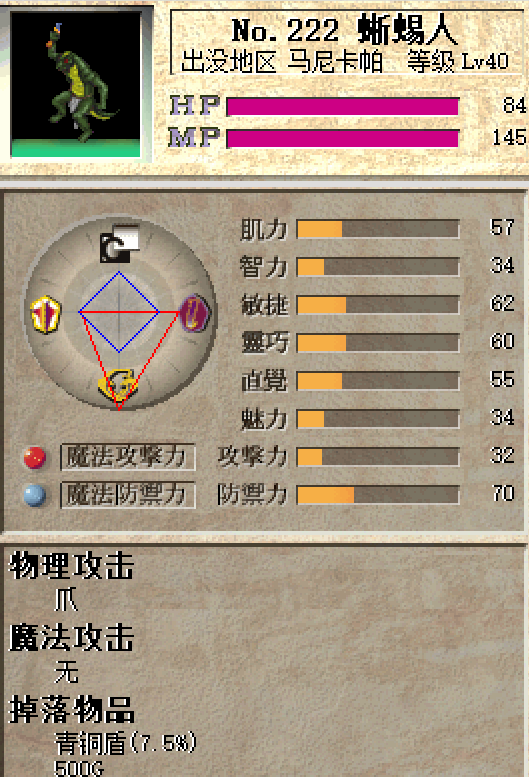 No.222 蜥蜴人
出没地区 马尼卡帕 等级 Lv40
HP 84
MP 145
肌力 57
智力 34
敏捷 62
靈巧 60
直覺 55
魅力 34
魔法攻擊力 攻擊力 32
魔法防禦力 防禦力 70
物理攻击
爪
魔法攻击
无
掉落物品
青铜盾(7.5%)
500G